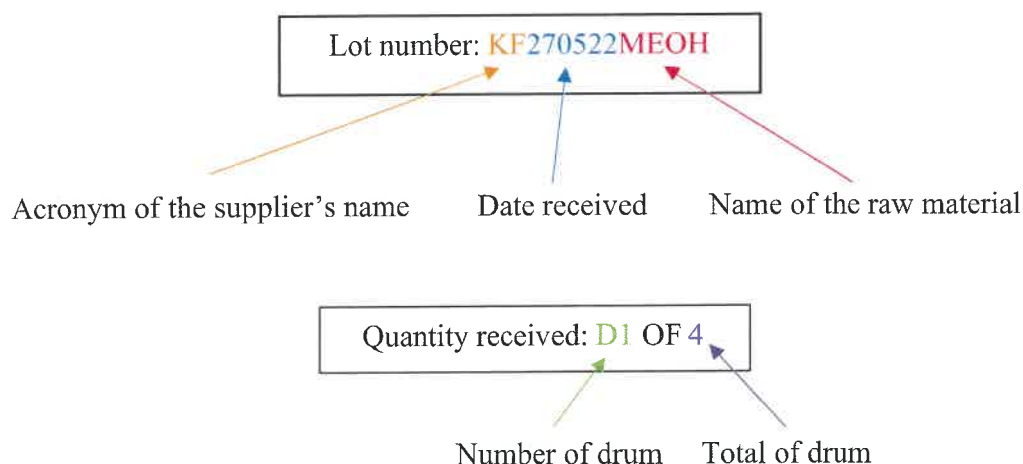 Lot number: KF270522MEOH
Acronym of the supplier's name
Date received
Name of the raw material
Quantity received: D1 OF 4
Number of drum
Total of drum